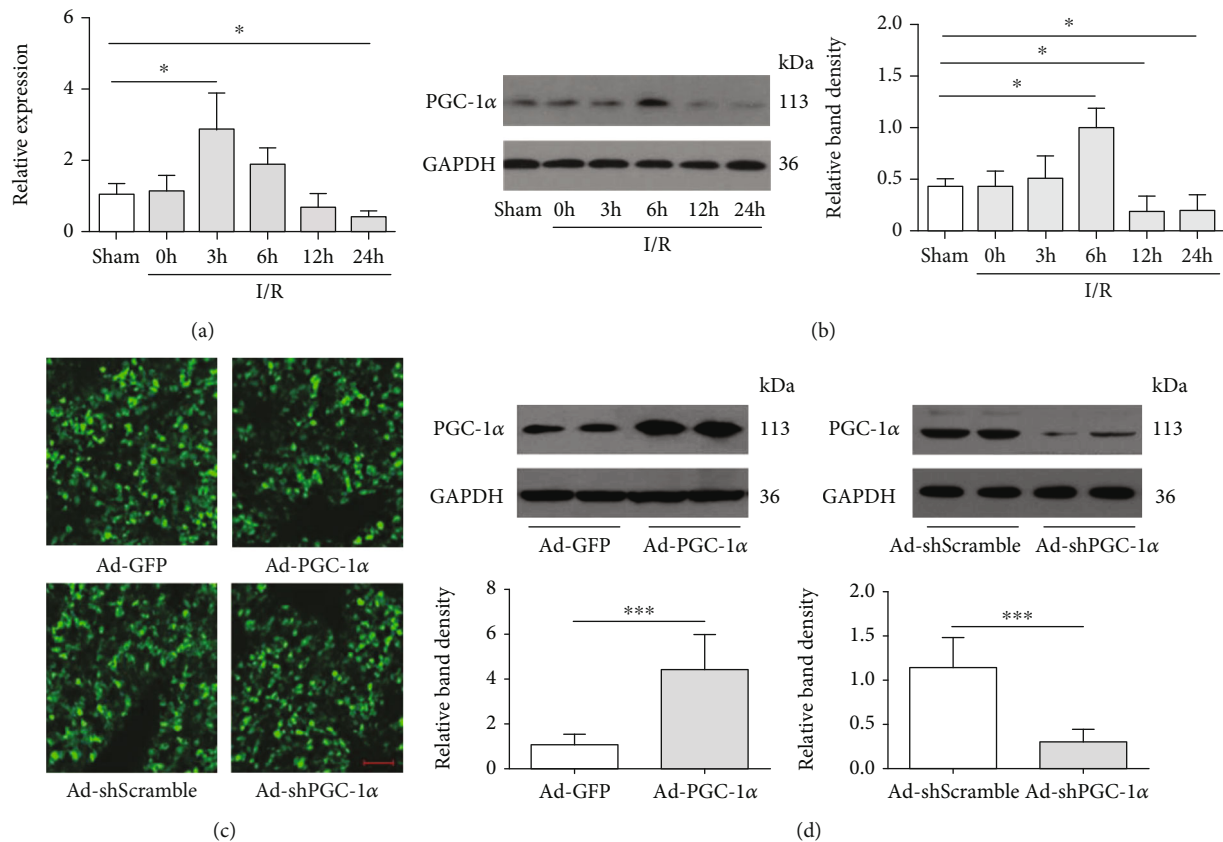 6
4
2
0
Relative expression
*
*
Sham
0h
3h
6h
12h
24h
I/R
(a)
kDa
PGC-1α
113
GAPDH
36
Sham
0h
3h
6h
12h
24h
I/R
2.0
1.5
1.0
0.5
0.0
Relative band density
*
*
*
Sham
0h
3h
6h
12h
24h
I/R
(b)
Ad-GFP
Ad-PGC-1α
Ad-shScramble
Ad-shPGC-1α
(c)
kDa
PGC-1α
113
GAPDH
36
Ad-GFP
Ad-PGC-1α
kDa
PGC-1α
113
GAPDH
36
Ad-shScramble
Ad-shPGC-1α
8
6
4
2
0
Relative band density
***
Ad-GFP
Ad-PGC-1α
2.0
1.5
1.0
0.5
0.0
Relative band density
***
Ad-shScramble
Ad-shPGC-1α
(d)